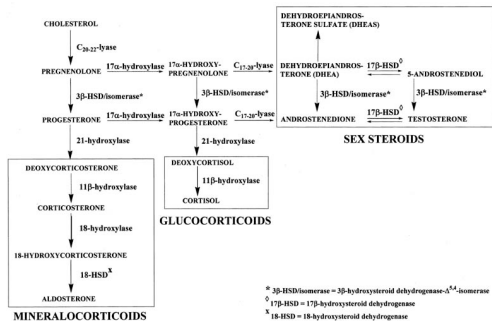 CHOLESTEROL
C20-22-lyase
PREGNENOLONE
17α-hydroxylase
17α-HYDROXY-
PREGNENOLONE
C17-20-lyase
DEHYDROEPIANDROS-
TERONE SULFATE (DHEAS)
DEHYDROEPIANDROS-
TERONE (DHEA)
17β-HSD◊
5-ANDROSTENEDIOL
3β-HSD/isomerase*
3β-HSD/isomerase*
3β-HSD/isomerase*
3β-HSD/isomerase*
PROGESTERONE
17α-hydroxylase
17α-HYDROXY-
PROGESTERONE
C17-20-lyase
ANDROSTENEDIONE
17β-HSD◊
TESTOSTERONE
SEX STEROIDS
21-hydroxylase
21-hydroxylase
DEOXYCORTICOSTERONE
11β-hydroxylase
CORTICOSTERONE
18-hydroxylase
18-HYDROXYCORTICOSTERONE
18-HSDx
ALDOSTERONE
MINERALOCORTICOIDS
DEOXYCORTISOL
11β-hydroxylase
CORTISOL
GLUCOCORTICOIDS
* 3β-HSD/isomerase = 3β-hydroxysteroid dehydrogenase-Δ5,4-isomerase
◊ 17β-HSD = 17β-hydroxysteroid dehydrogenase
x 18-HSD = 18-hydroxysteroid dehydrogenase